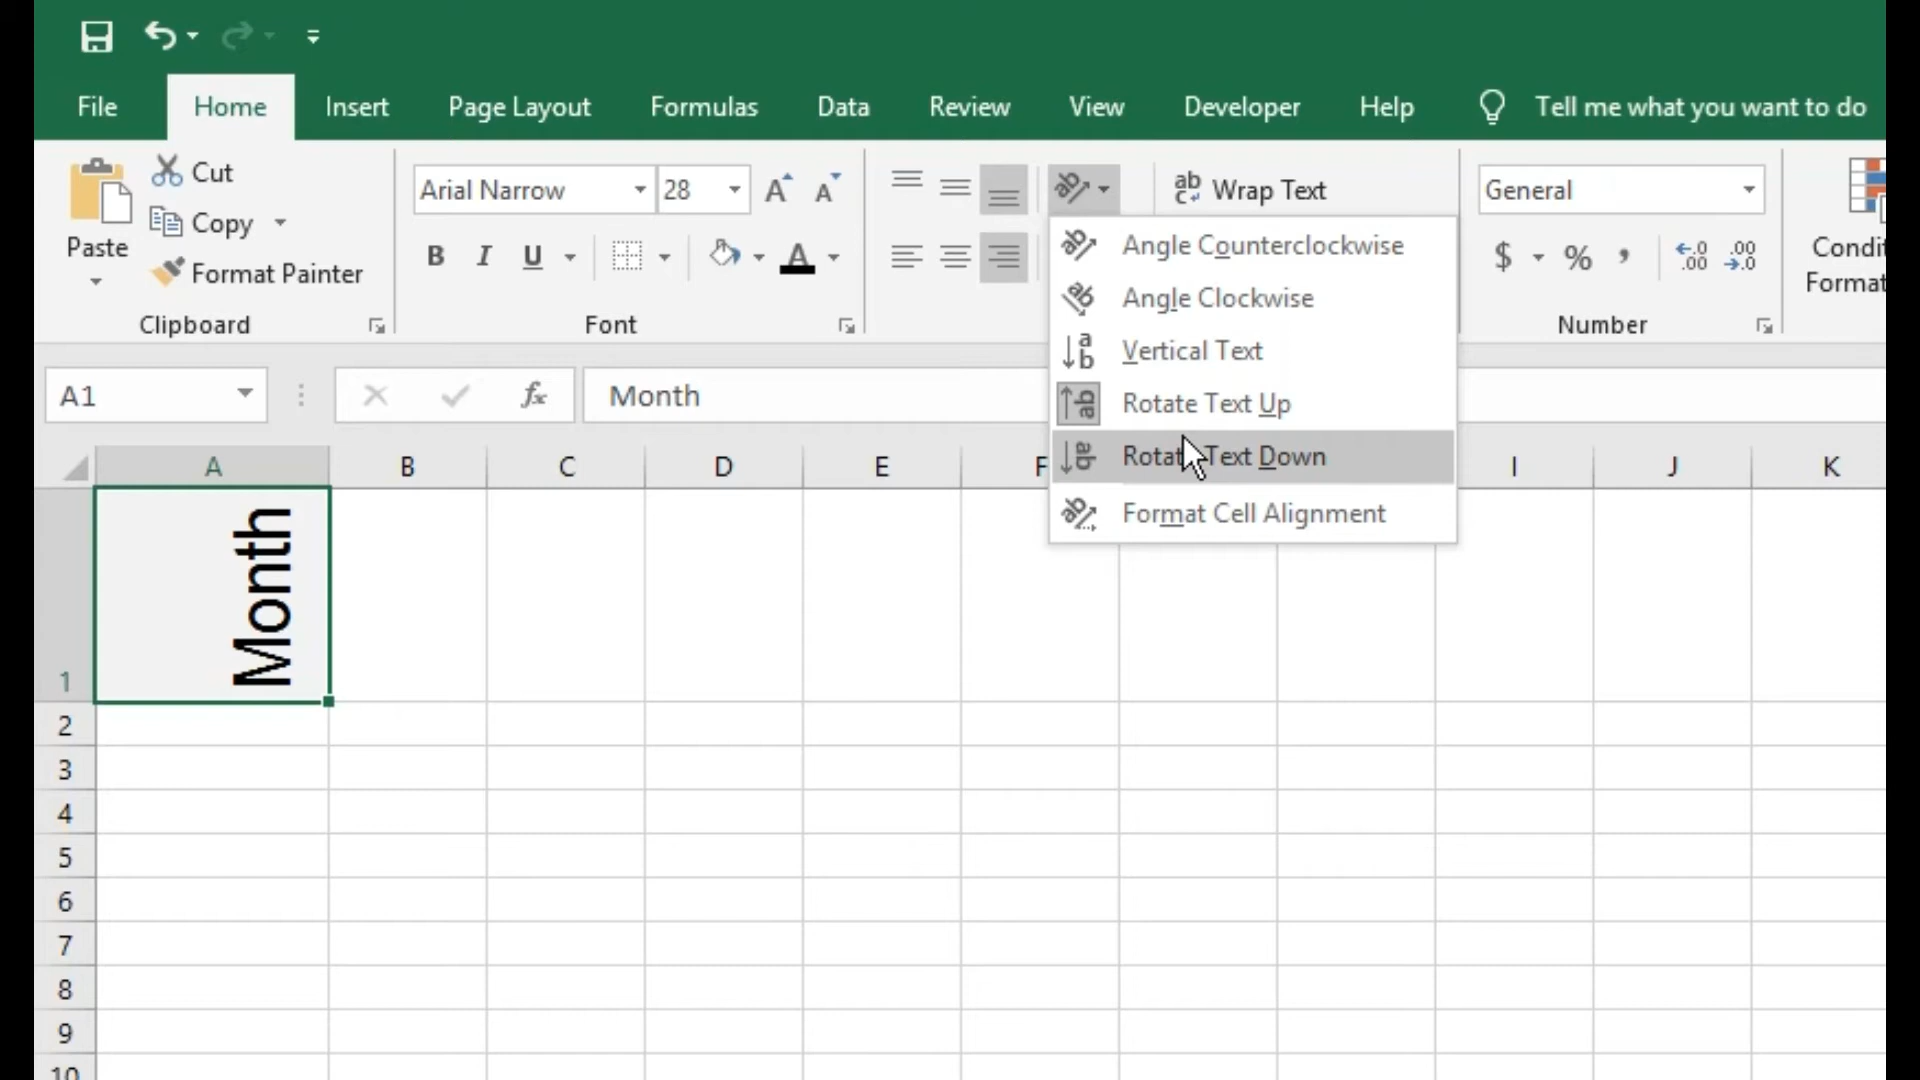 File Home Insert Page Layout Formulas Data Review View Developer Help Tell me what you want to do
Paste
Cut
Copy
Format Painter
Clipboard
Arial Narrow 28
B I U A
Font
ab Wrap Text
General
$ % ,
Number
Condit
Format
Angle Counterclockwise
Angle Clockwise
Vertical Text
Rotate Text Up
Rotate Text Down
Format Cell Alignment
A1 fx Month
A B C D E F I J K
Month
1
2
3
4
5
6
7
8
9
10